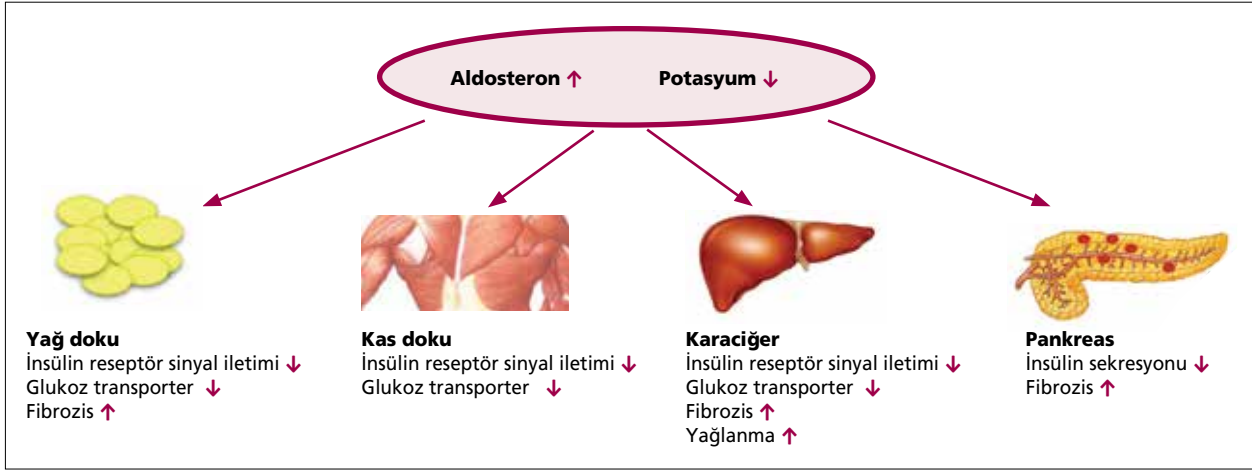 Aldosteron ↑ Potasyum ↓
Yağ doku
İnsülin reseptör sinyal iletimi ↓
Glukoz transporter ↓
Fibrozis ↑
Kas doku
İnsülin reseptör sinyal iletimi ↓
Glukoz transporter ↓
Karaciğer
İnsülin reseptör sinyal iletimi ↓
Glukoz transporter ↓
Fibrozis ↑
Yağlanma ↑
Pankreas
İnsülin sekresyonu ↓
Fibrozis ↑